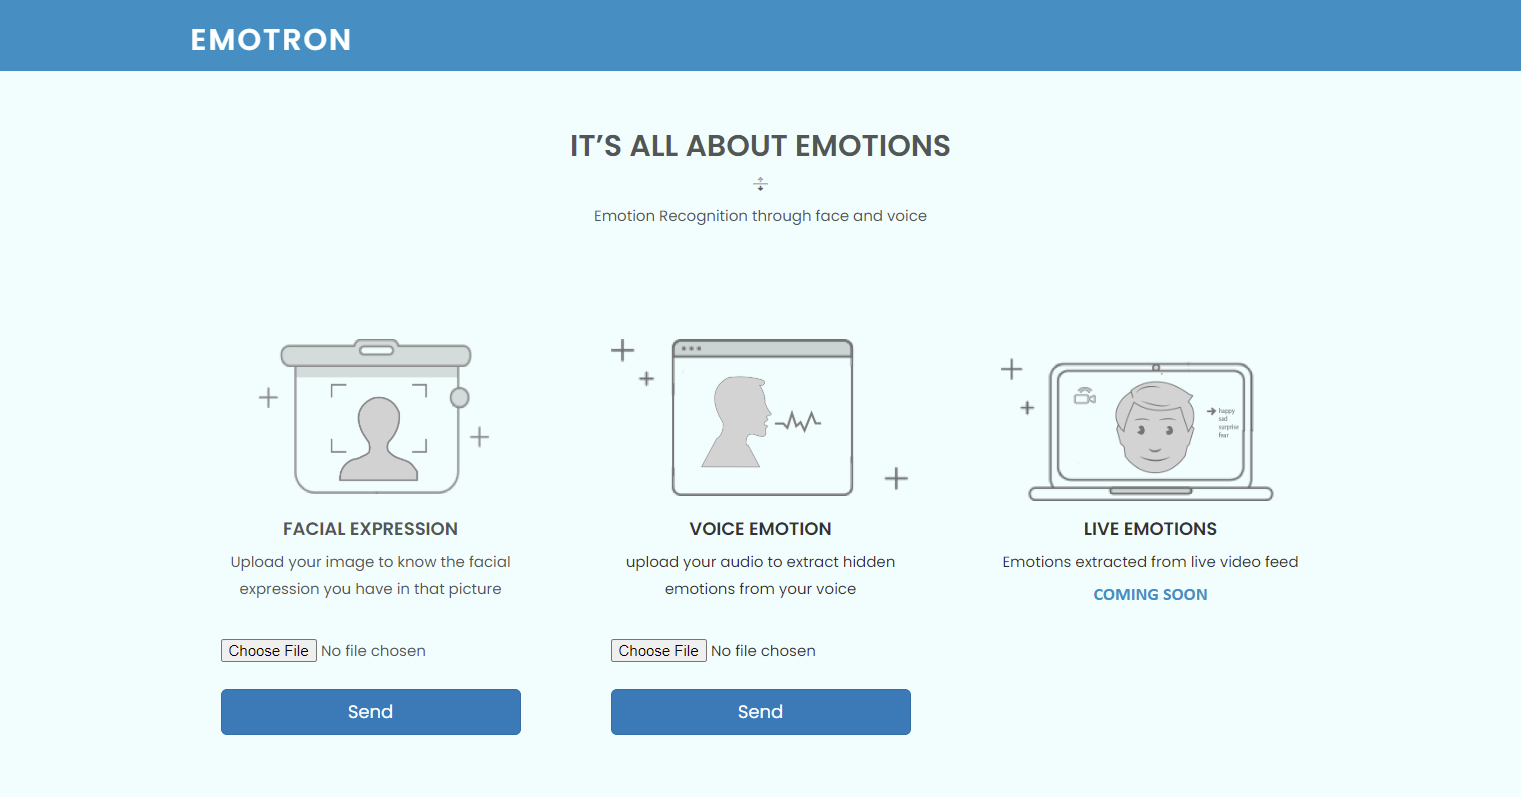 EMOTRON
IT’S ALL ABOUT EMOTIONS
Emotion Recognition through face and voice
happy
sad
surprise
fear
FACIAL EXPRESSION
Upload your image to know the facial
expression you have in that picture
Choose File No file chosen
Send
VOICE EMOTION
upload your audio to extract hidden
emotions from your voice
Choose File No file chosen
Send
LIVE EMOTIONS
Emotions extracted from live video feed
COMING SOON